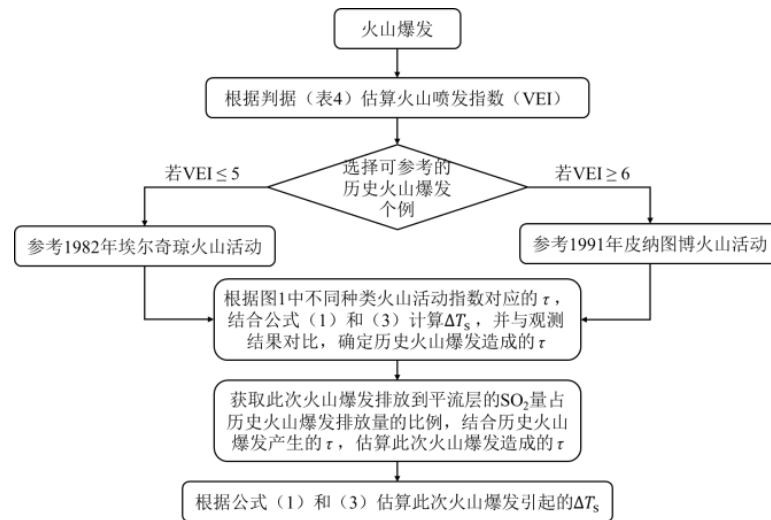 火山爆发
根据判据（表4）估算火山喷发指数（VEI）
选择可参考的
历史火山爆发
个例
若VEI ≤ 5
若VEI ≥ 6
参考1982年埃尔奇琼火山活动
参考1991年皮纳图博火山活动
根据图1中不同种类火山活动指数对应的 τ，
结合公式（1）和（3）计算ΔTs，并与观测
结果对比，确定历史火山爆发造成的 τ
获取此次火山爆发排放到平流层的SO₂量占
历史火山爆发排放量的比例，结合历史火山
爆发产生的 τ，估算此次火山爆发造成的 τ
根据公式（1）和（3）估算此次火山爆发引起的ΔTs